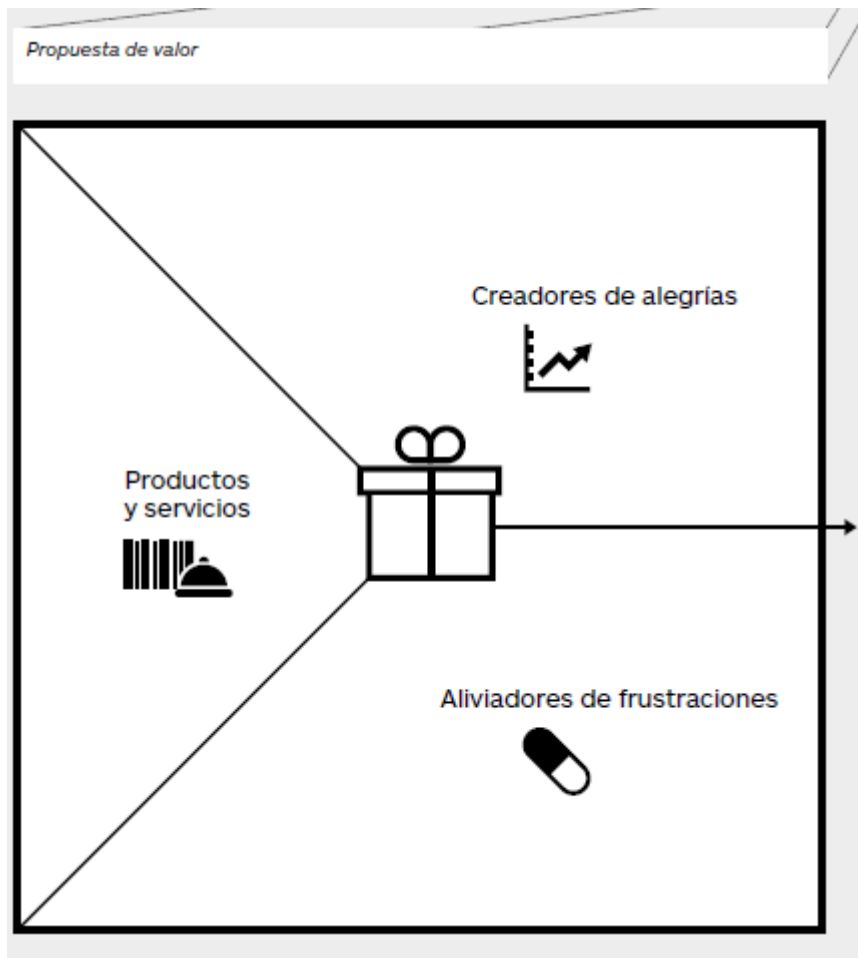 Propuesta de valor
Creadores de alegrías
Productos
y servicios
Aliviadores de frustraciones